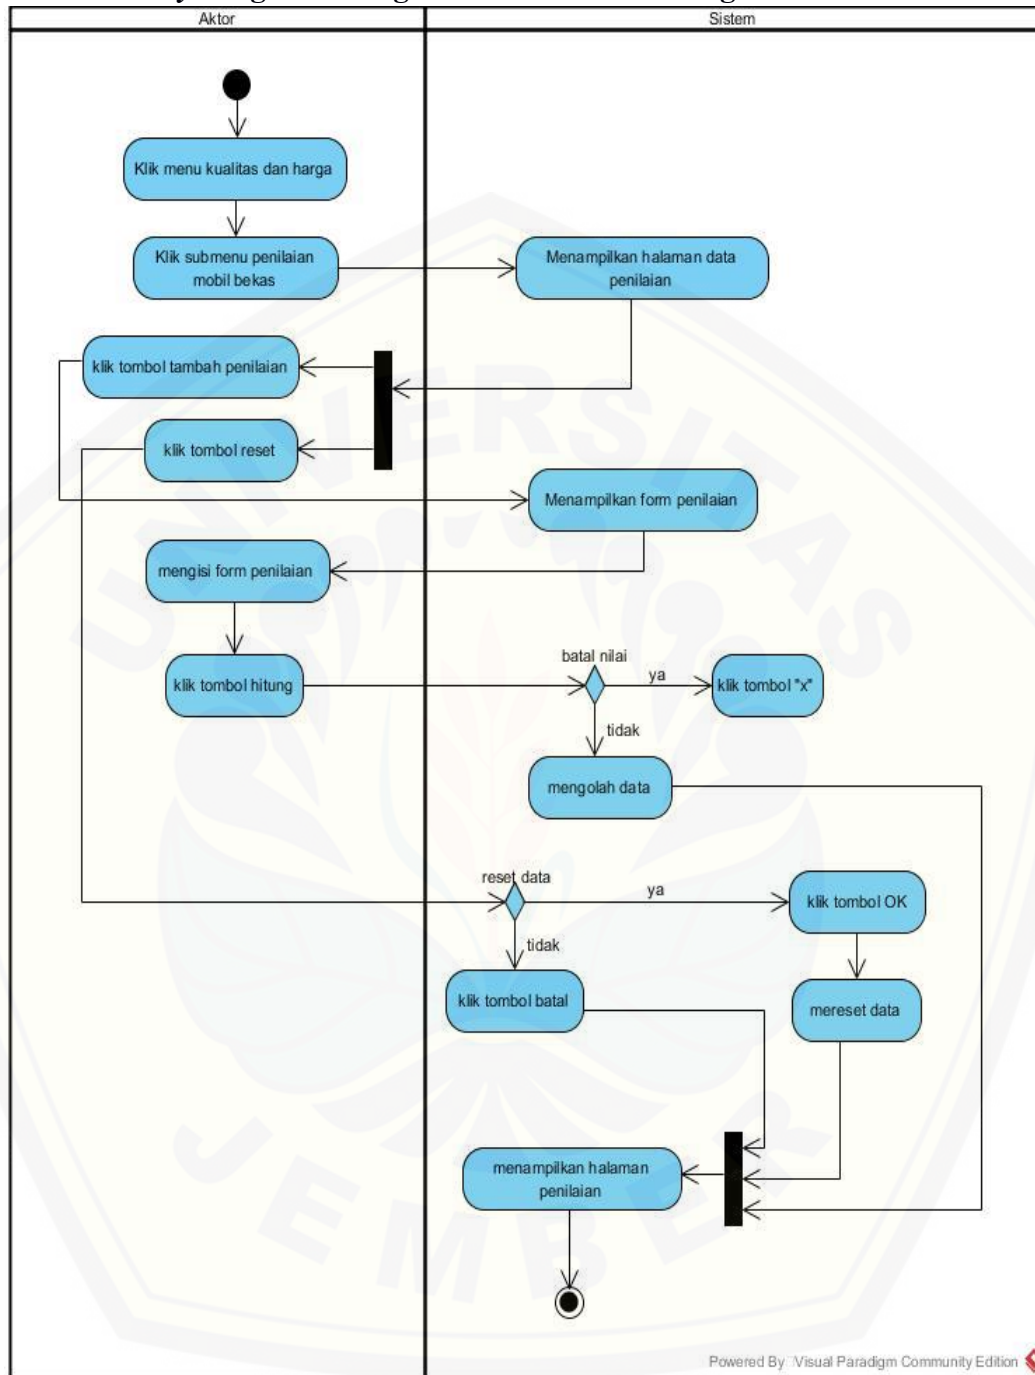 Aktor
Sistem
Klik menu kualitas dan harga
Klik submenu penilaian
mobil bekas
Menampilkan halaman data
penilaian
klik tombol tambah penilaian
klik tombol reset
Menampilkan form penilaian
mengisi form penilaian
klik tombol hitung
batal nilai
ya
klik tombol "x"
tidak
mengolah data
reset data
ya
klik tombol OK
tidak
klik tombol batal
mereset data
menampilkan halaman
penilaian
UNIVERSITAS
JEMBER
Powered By Visual Paradigm Community Edition